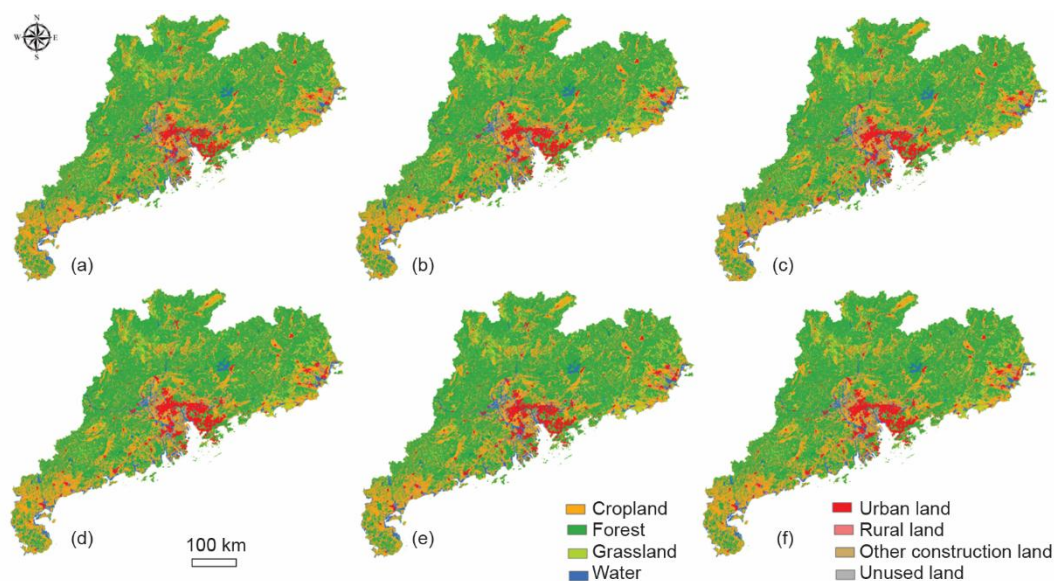 N
W E
S
(a)
(b)
(c)
(d)
(e)
(f)
100 km
Cropland
Forest
Grassland
Water
Urban land
Rural land
Other construction land
Unused land